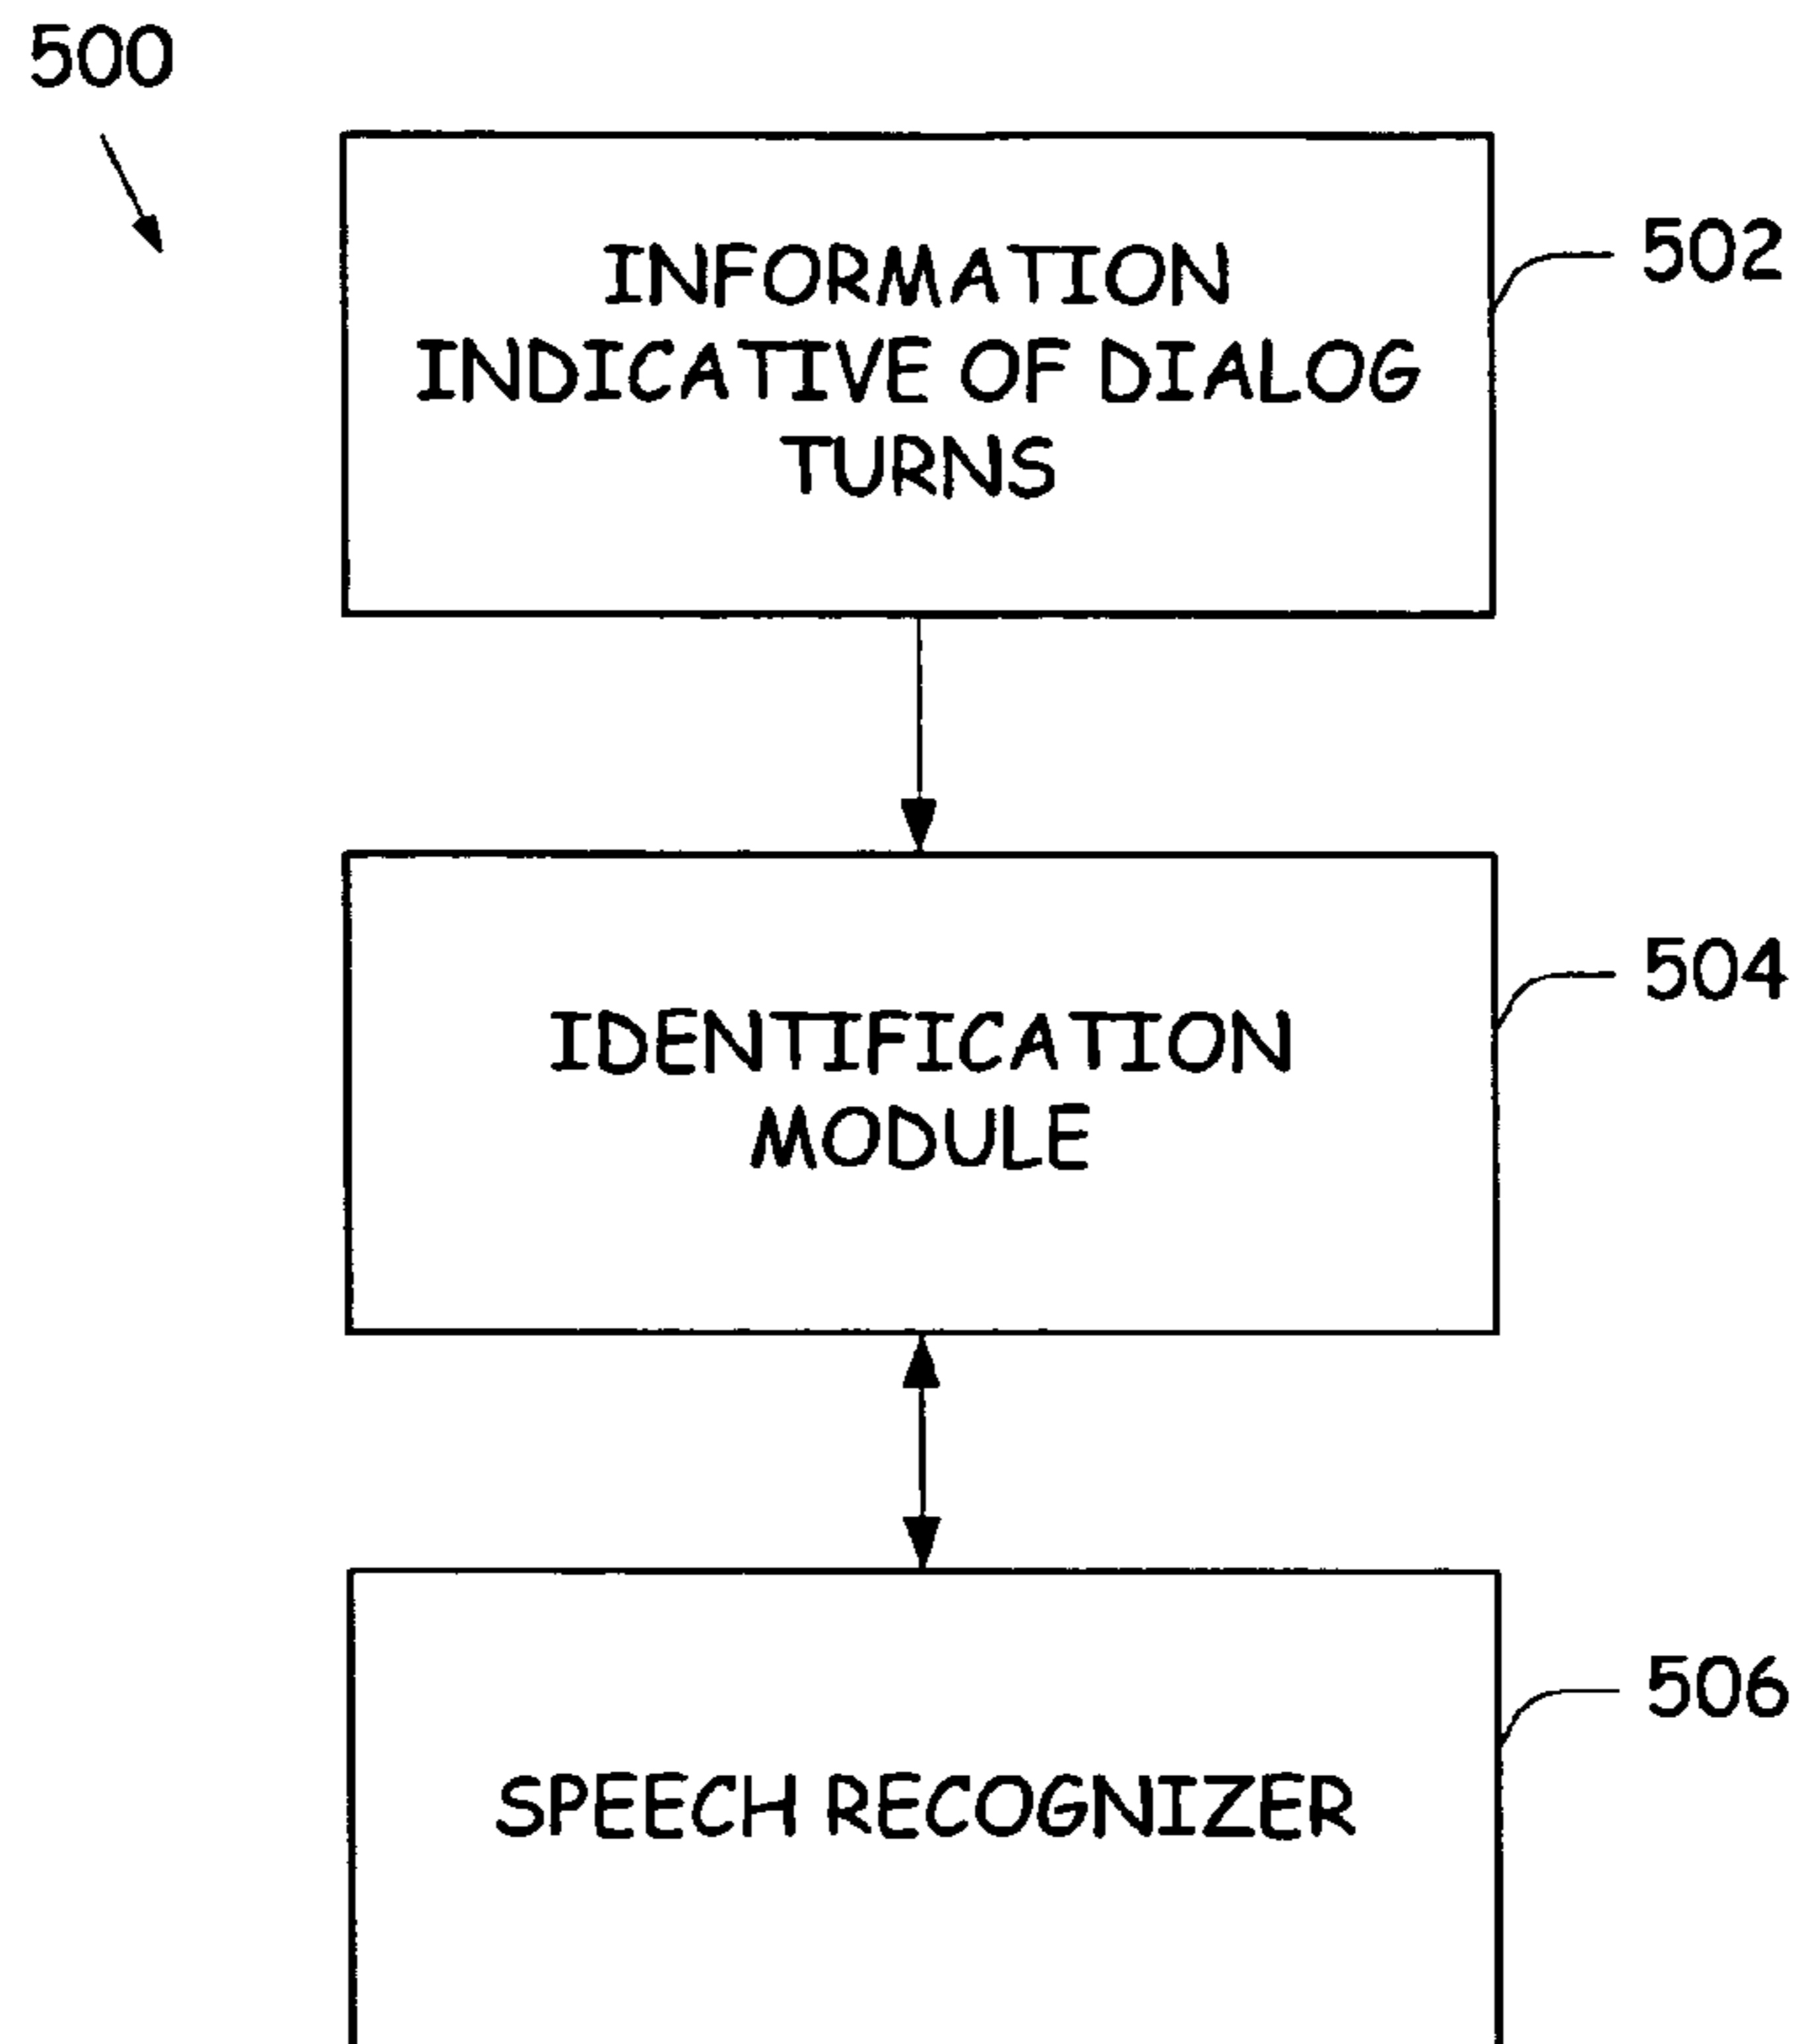 500
INFORMATION
INDICATIVE OF DIALOG
TURNS
502
IDENTIFICATION
MODULE
504
SPEECH RECOGNIZER
506